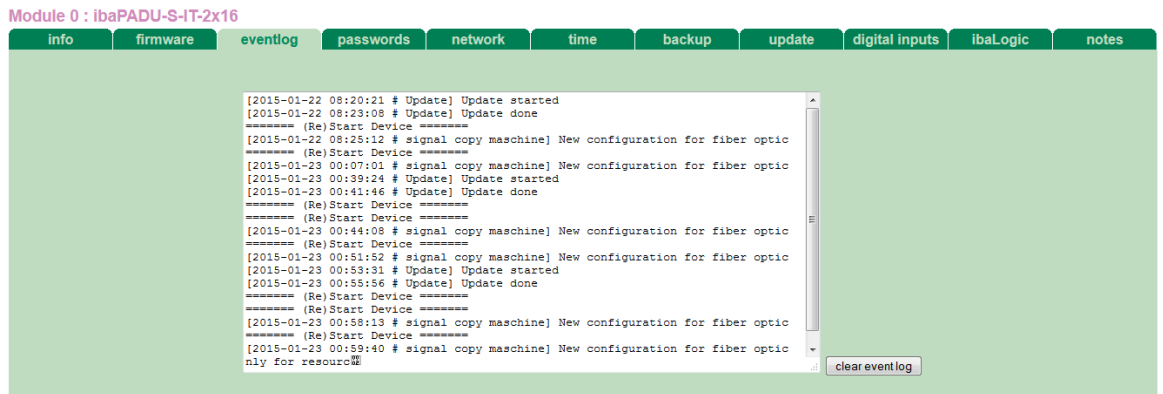 Module 0 : ibaPADU-S-IT-2x16
info firmware eventlog passwords network time backup update digital inputs ibaLogic notes
[2015-01-22 08:20:21 # Update] Update started
[2015-01-22 08:23:08 # Update] Update done
======= (Re)Start Device =======
[2015-01-22 08:25:12 # signal copy maschine] New configuration for fiber optic
======= (Re)Start Device =======
[2015-01-23 00:07:01 # signal copy maschine] New configuration for fiber optic
[2015-01-23 00:39:24 # Update] Update started
[2015-01-23 00:41:46 # Update] Update done
======= (Re)Start Device =======
======= (Re)Start Device =======
[2015-01-23 00:44:08 # signal copy maschine] New configuration for fiber optic
======= (Re)Start Device =======
[2015-01-23 00:51:52 # signal copy maschine] New configuration for fiber optic
[2015-01-23 00:53:31 # Update] Update started
[2015-01-23 00:55:56 # Update] Update done
======= (Re)Start Device =======
======= (Re)Start Device =======
[2015-01-23 00:58:13 # signal copy maschine] New configuration for fiber optic
======= (Re)Start Device =======
[2015-01-23 00:59:40 # signal copy maschine] New configuration for fiber optic
nly for resourc
clear event log